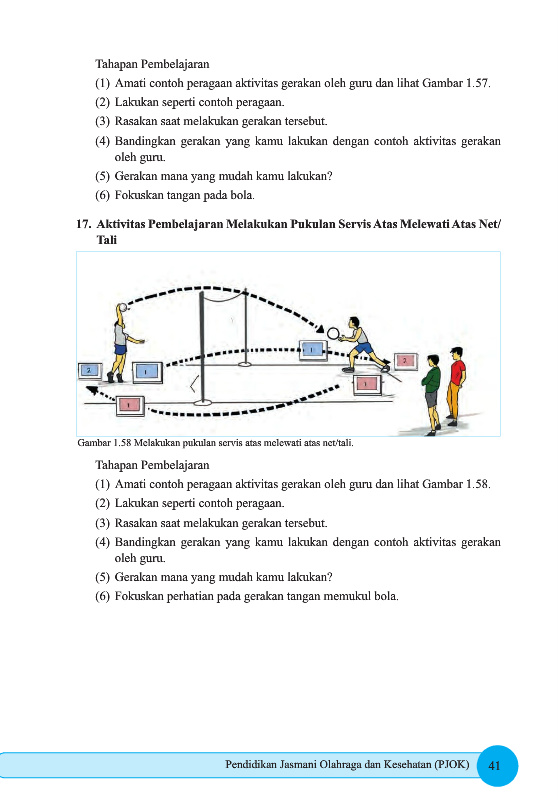 Tahapan Pembelajaran
(1) Amati contoh peragaan aktivitas gerakan oleh guru dan lihat Gambar 1.57.
(2) Lakukan seperti contoh peragaan.
(3) Rasakan saat melakukan gerakan tersebut.
(4) Bandingkan gerakan yang kamu lakukan dengan contoh aktivitas gerakan
oleh guru.
(5) Gerakan mana yang mudah kamu lakukan?
(6) Fokuskan tangan pada bola.
17. Aktivitas Pembelajaran Melakukan Pukulan Servis Atas Melewati Atas Net/
Tali
1
2
2
1
1
1
Gambar 1.58 Melakukan pukulan servis atas melewati atas net/tali.
Tahapan Pembelajaran
(1) Amati contoh peragaan aktivitas gerakan oleh guru dan lihat Gambar 1.58.
(2) Lakukan seperti contoh peragaan.
(3) Rasakan saat melakukan gerakan tersebut.
(4) Bandingkan gerakan yang kamu lakukan dengan contoh aktivitas gerakan
oleh guru.
(5) Gerakan mana yang mudah kamu lakukan?
(6) Fokuskan perhatian pada gerakan tangan memukul bola.
Pendidikan Jasmani Olahraga dan Kesehatan (PJOK) 41